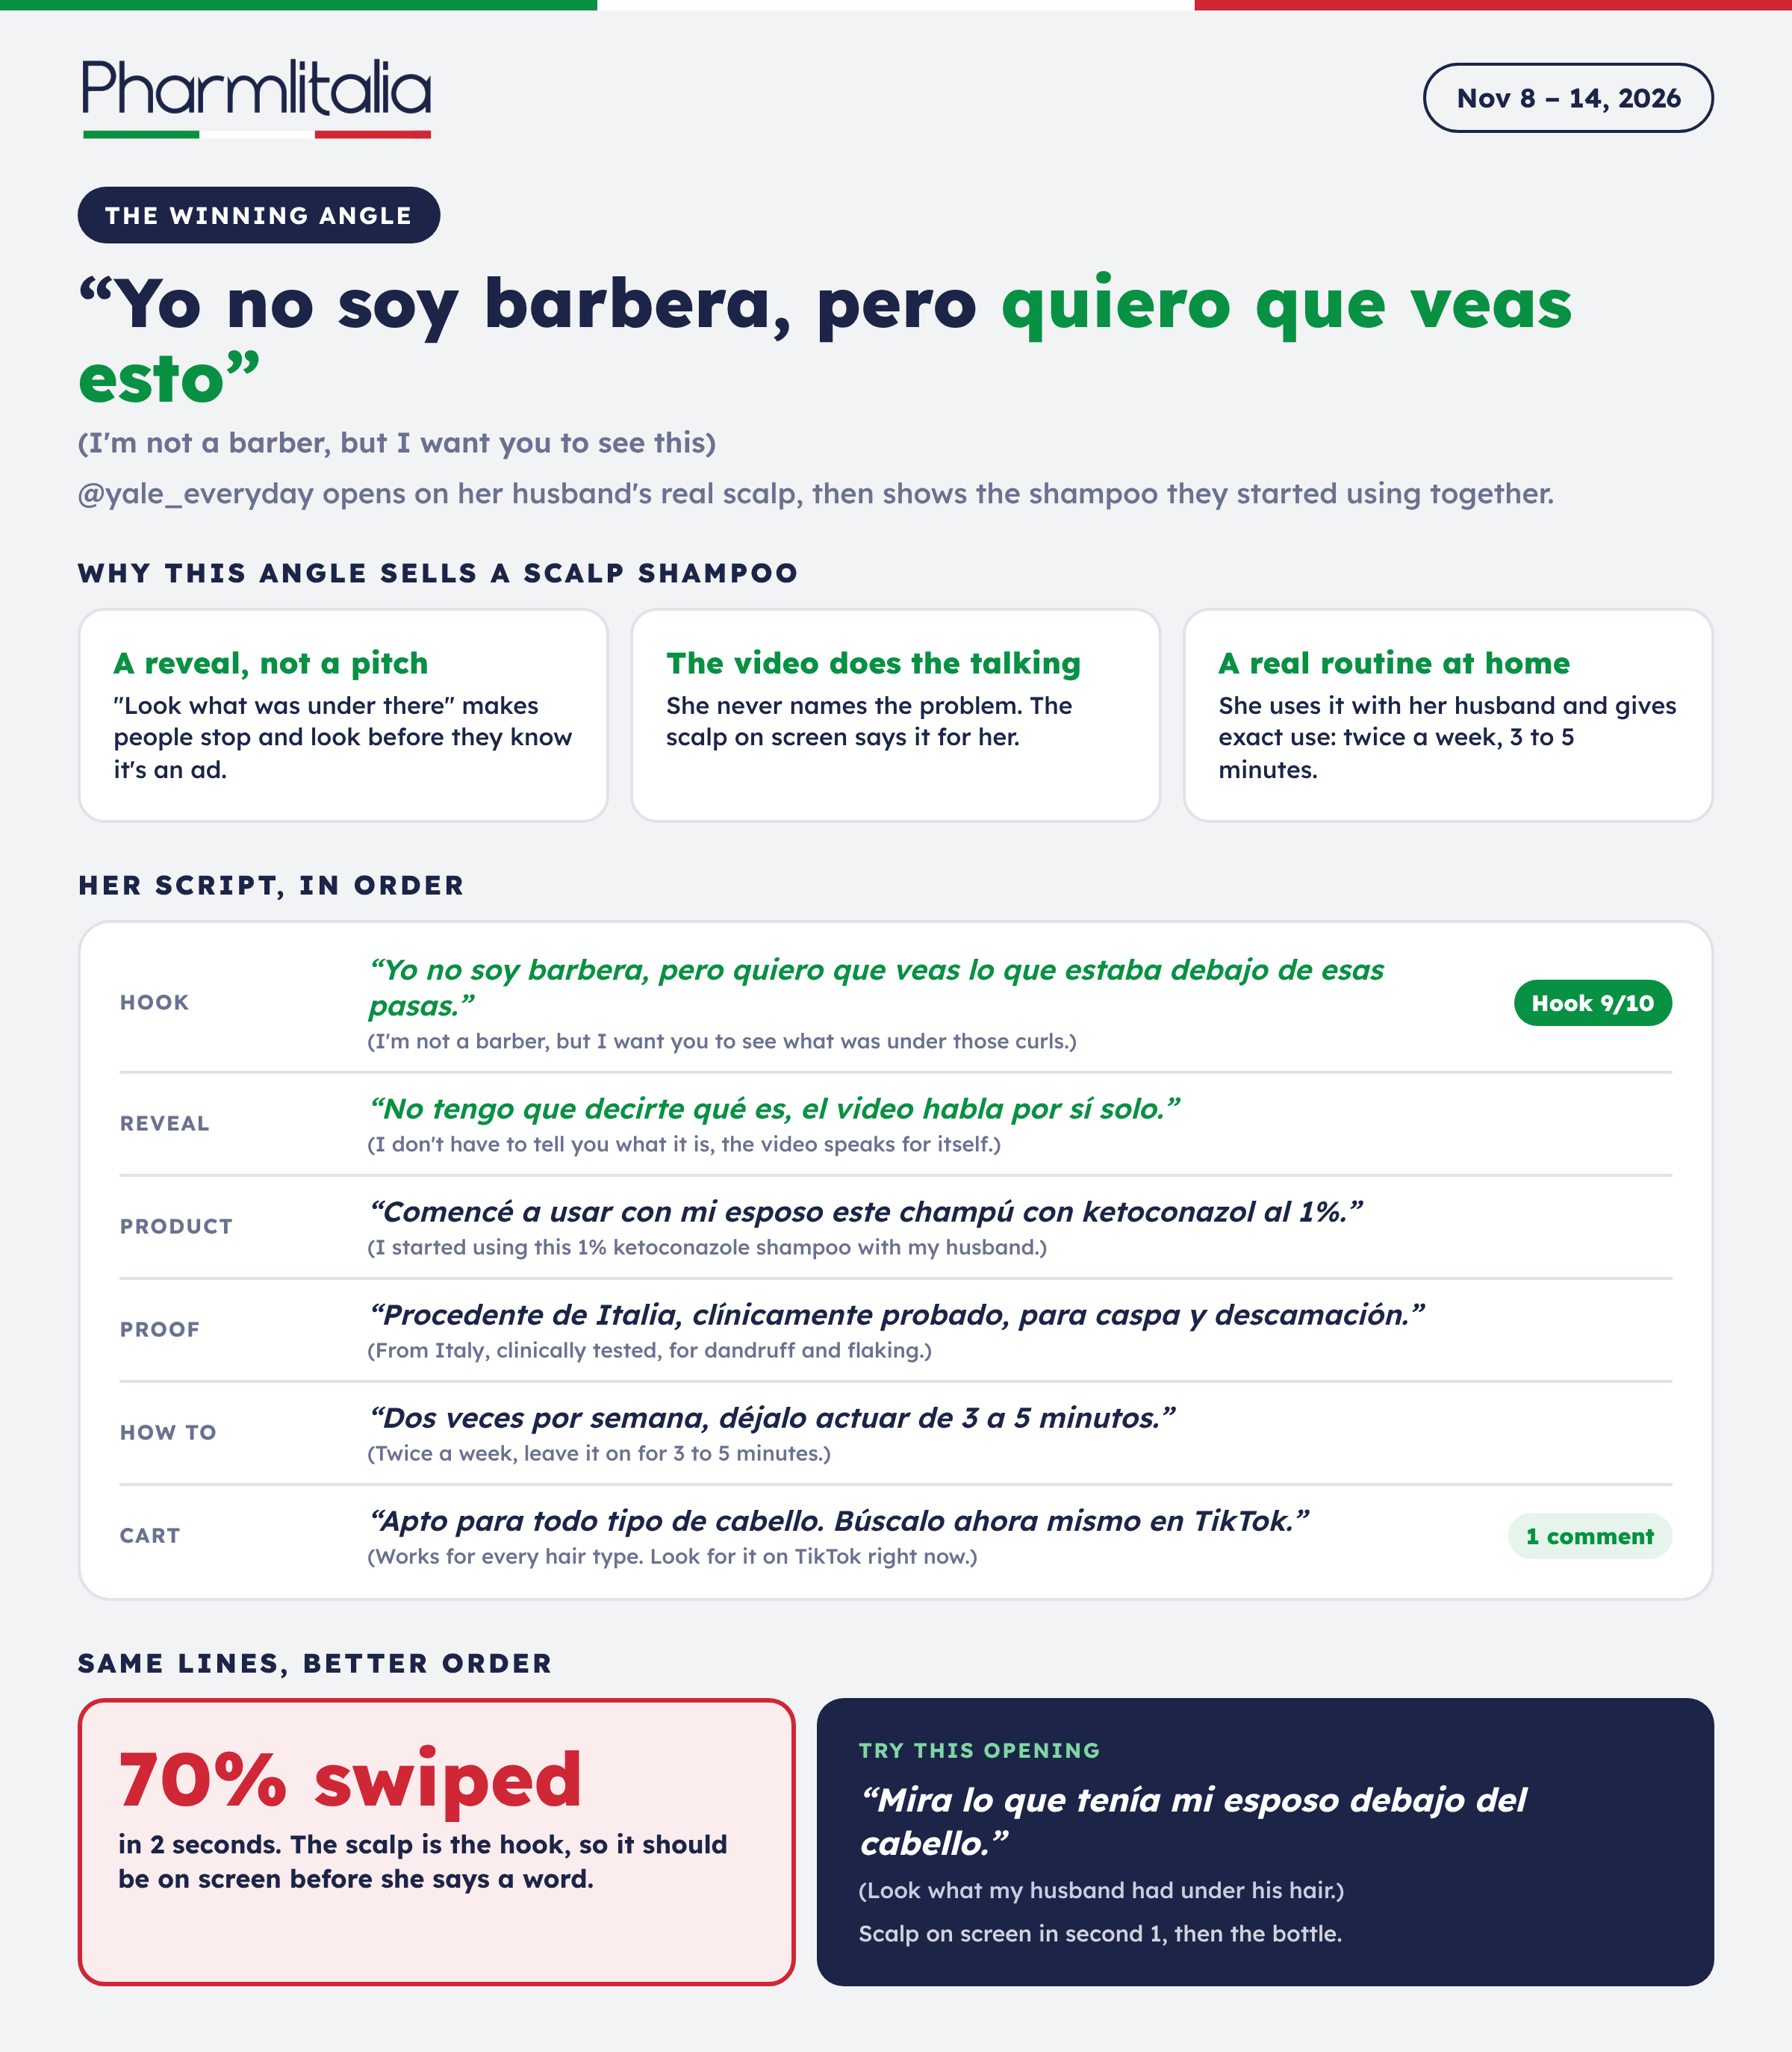 PharmIitalia
Nov 8 – 14, 2026
THE WINNING ANGLE
“Yo no soy barbera, pero quiero que veas
esto”
(I'm not a barber, but I want you to see this)
@yale_everyday opens on her husband's real scalp, then shows the shampoo they started using together.
WHY THIS ANGLE SELLS A SCALP SHAMPOO
A reveal, not a pitch
"Look what was under there" makes
people stop and look before they know
it's an ad.
The video does the talking
She never names the problem. The
scalp on screen says it for her.
A real routine at home
She uses it with her husband and gives
exact use: twice a week, 3 to 5
minutes.
HER SCRIPT, IN ORDER
HOOK
“Yo no soy barbera, pero quiero que veas lo que estaba debajo de esas
pasas.”
(I'm not a barber, but I want you to see what was under those curls.)
Hook 9/10
REVEAL
“No tengo que decirte qué es, el video habla por sí solo.”
(I don't have to tell you what it is, the video speaks for itself.)
PRODUCT
“Comencé a usar con mi esposo este champú con ketoconazol al 1%.”
(I started using this 1% ketoconazole shampoo with my husband.)
PROOF
“Procedente de Italia, clínicamente probado, para caspa y descamación.”
(From Italy, clinically tested, for dandruff and flaking.)
HOW TO
“Dos veces por semana, déjalo actuar de 3 a 5 minutos.”
(Twice a week, leave it on for 3 to 5 minutes.)
CART
“Apto para todo tipo de cabello. Búscalo ahora mismo en TikTok.”
(Works for every hair type. Look for it on TikTok right now.)
1 comment
SAME LINES, BETTER ORDER
70% swiped
in 2 seconds. The scalp is the hook, so it should
be on screen before she says a word.
TRY THIS OPENING
“Mira lo que tenía mi esposo debajo del
cabello.”
(Look what my husband had under his hair.)
Scalp on screen in second 1, then the bottle.